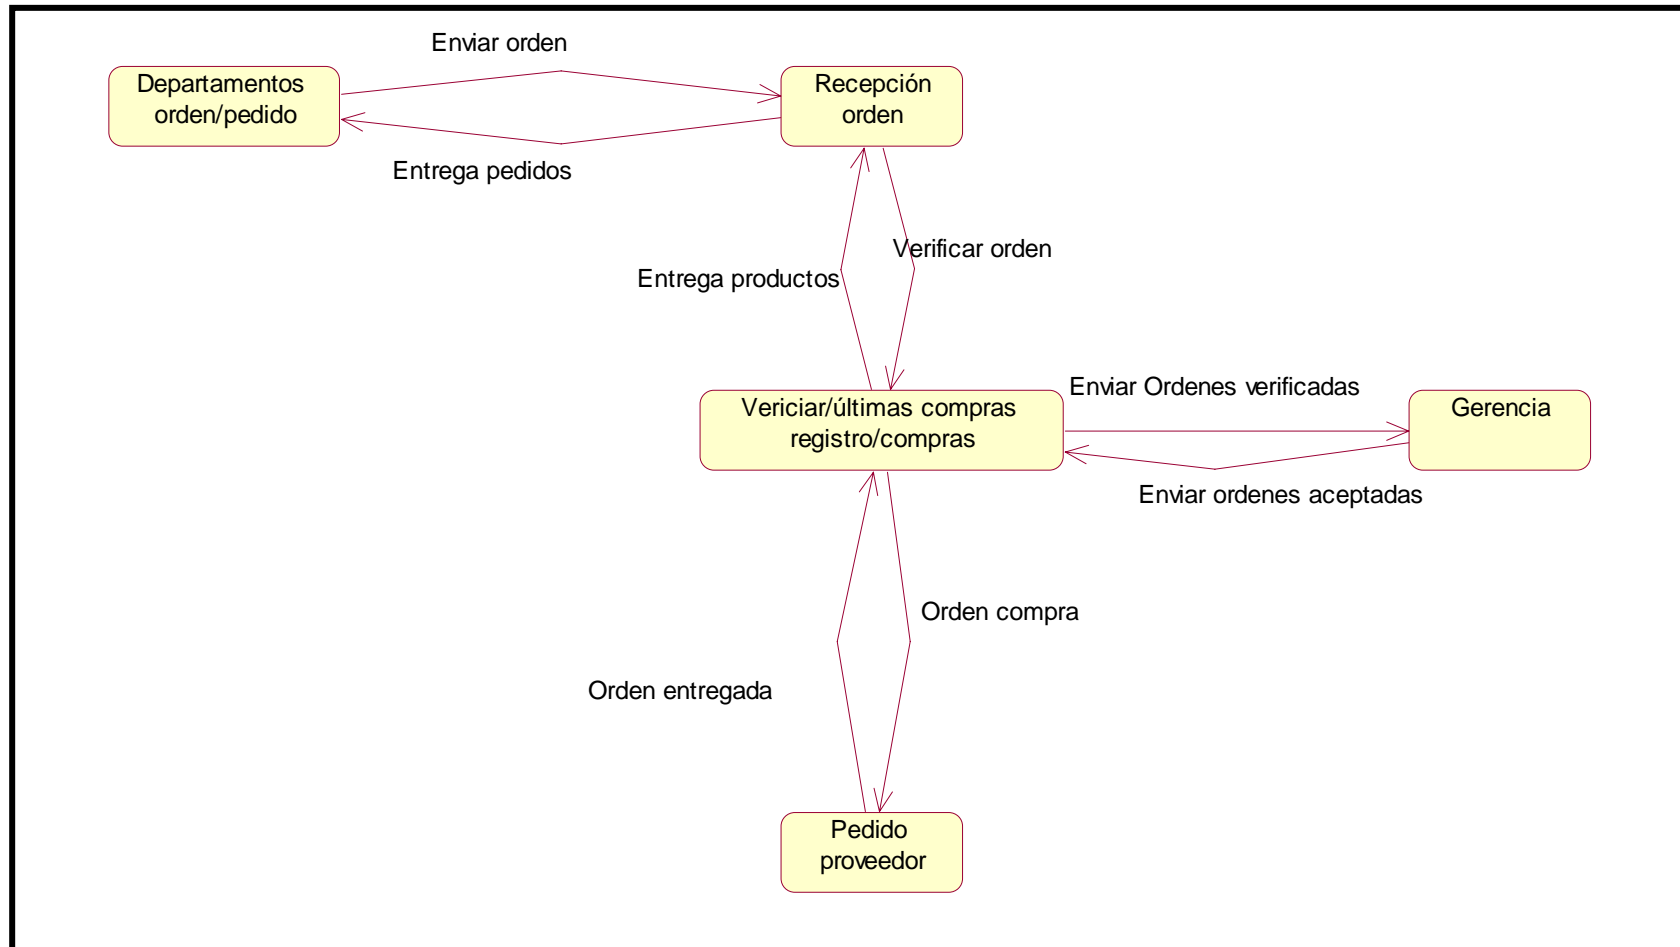 Enviar orden
Departamentos
orden/pedido
Recepción
orden
Entrega pedidos
Verificar orden
Entrega productos
Enviar Ordenes verificadas
Vericiar/últimas compras
registro/compras
Gerencia
Enviar ordenes aceptadas
Orden compra
Orden entregada
Pedido
proveedor